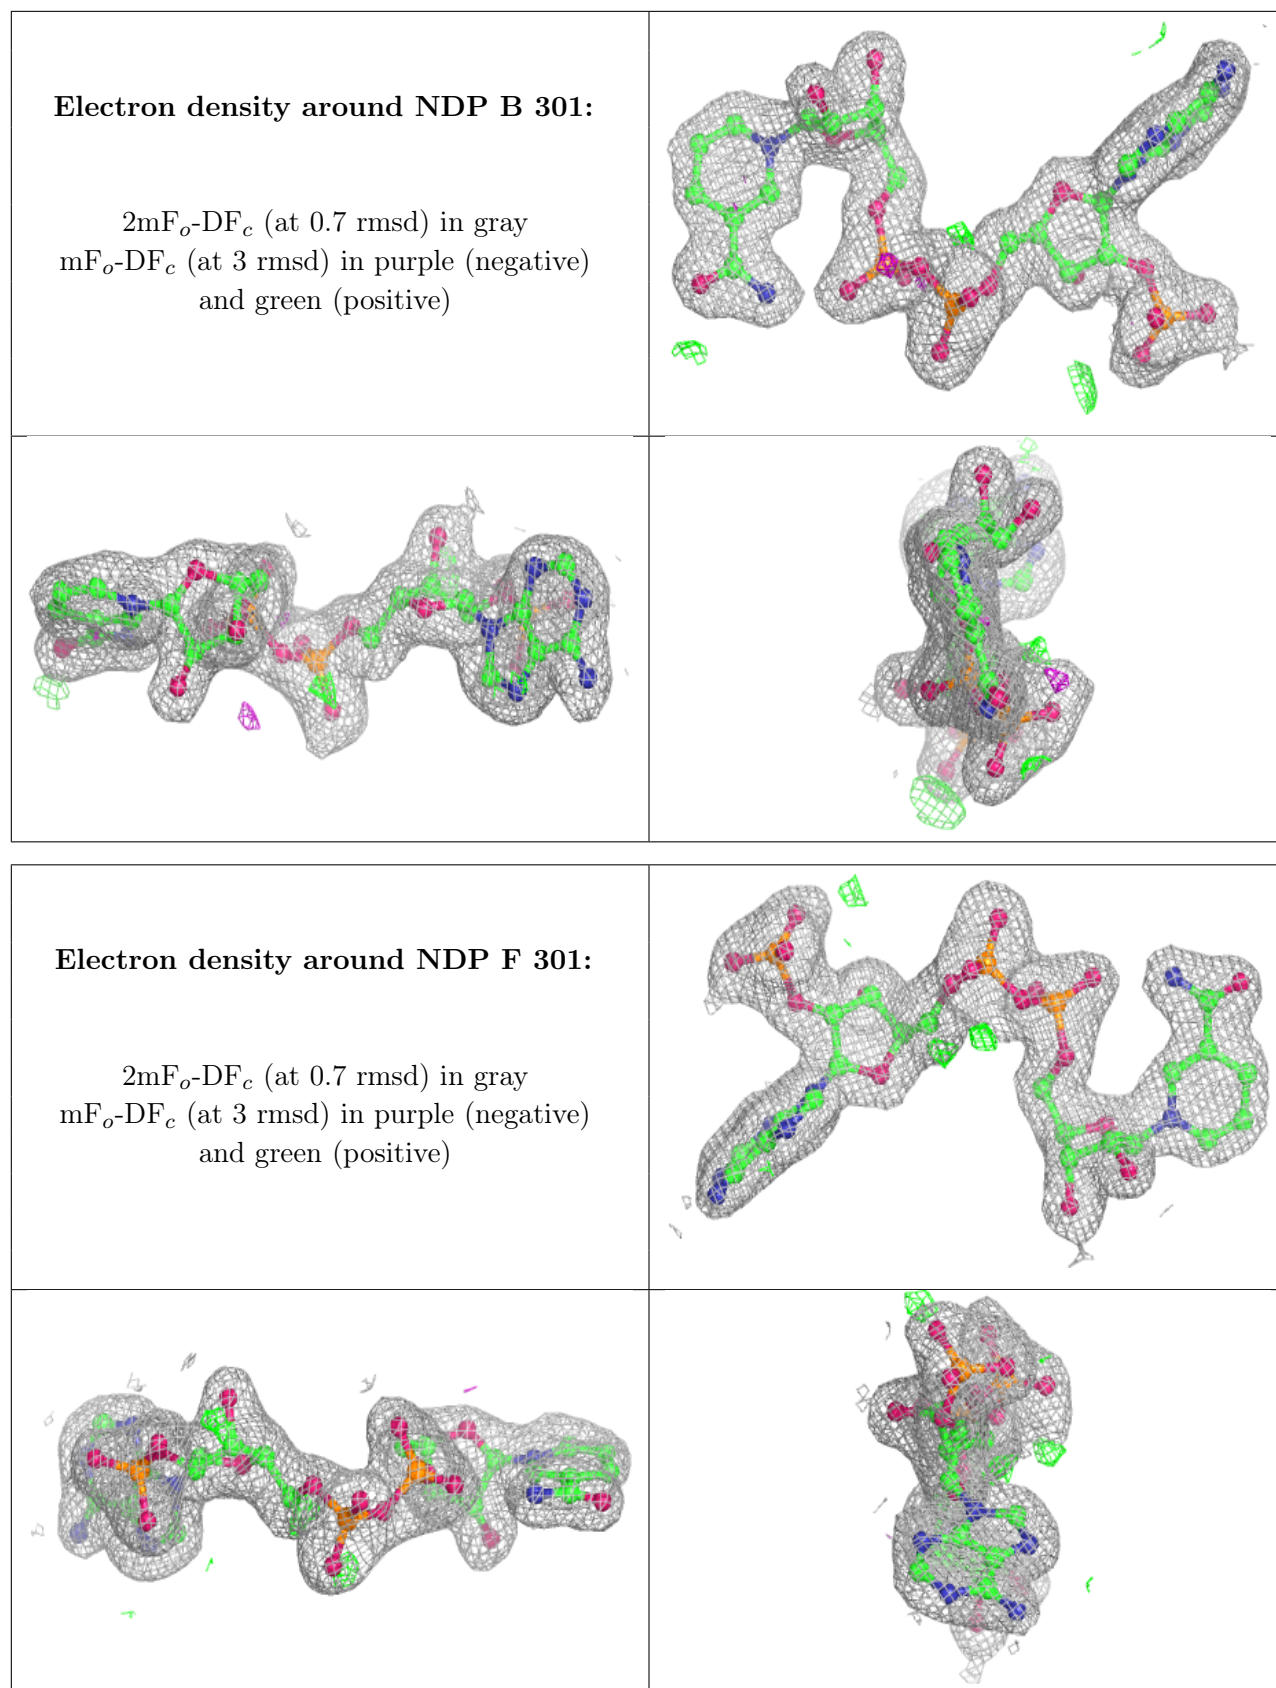 Electron density around NDP B 301:
2mFo-DFc (at 0.7 rmsd) in gray
mFo-DFc (at 3 rmsd) in purple (negative)
and green (positive)
Electron density around NDP F 301:
2mFo-DFc (at 0.7 rmsd) in gray
mFo-DFc (at 3 rmsd) in purple (negative)
and green (positive)